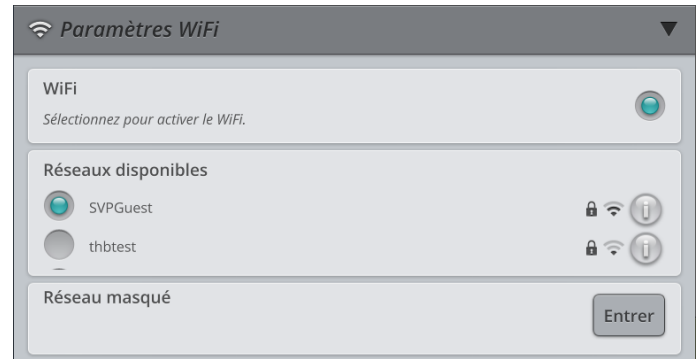 Paramètres WiFi
WiFi
Sélectionnez pour activer le WiFi.
Réseaux disponibles
SVPGuest
thbtest
Réseau masqué
Entrer